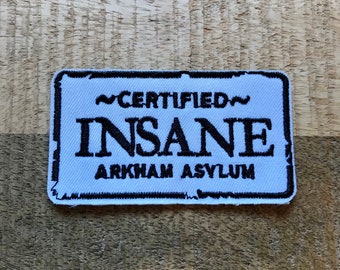 ~CERTIFIED~
INSANE
ARKHAM ASYLUM